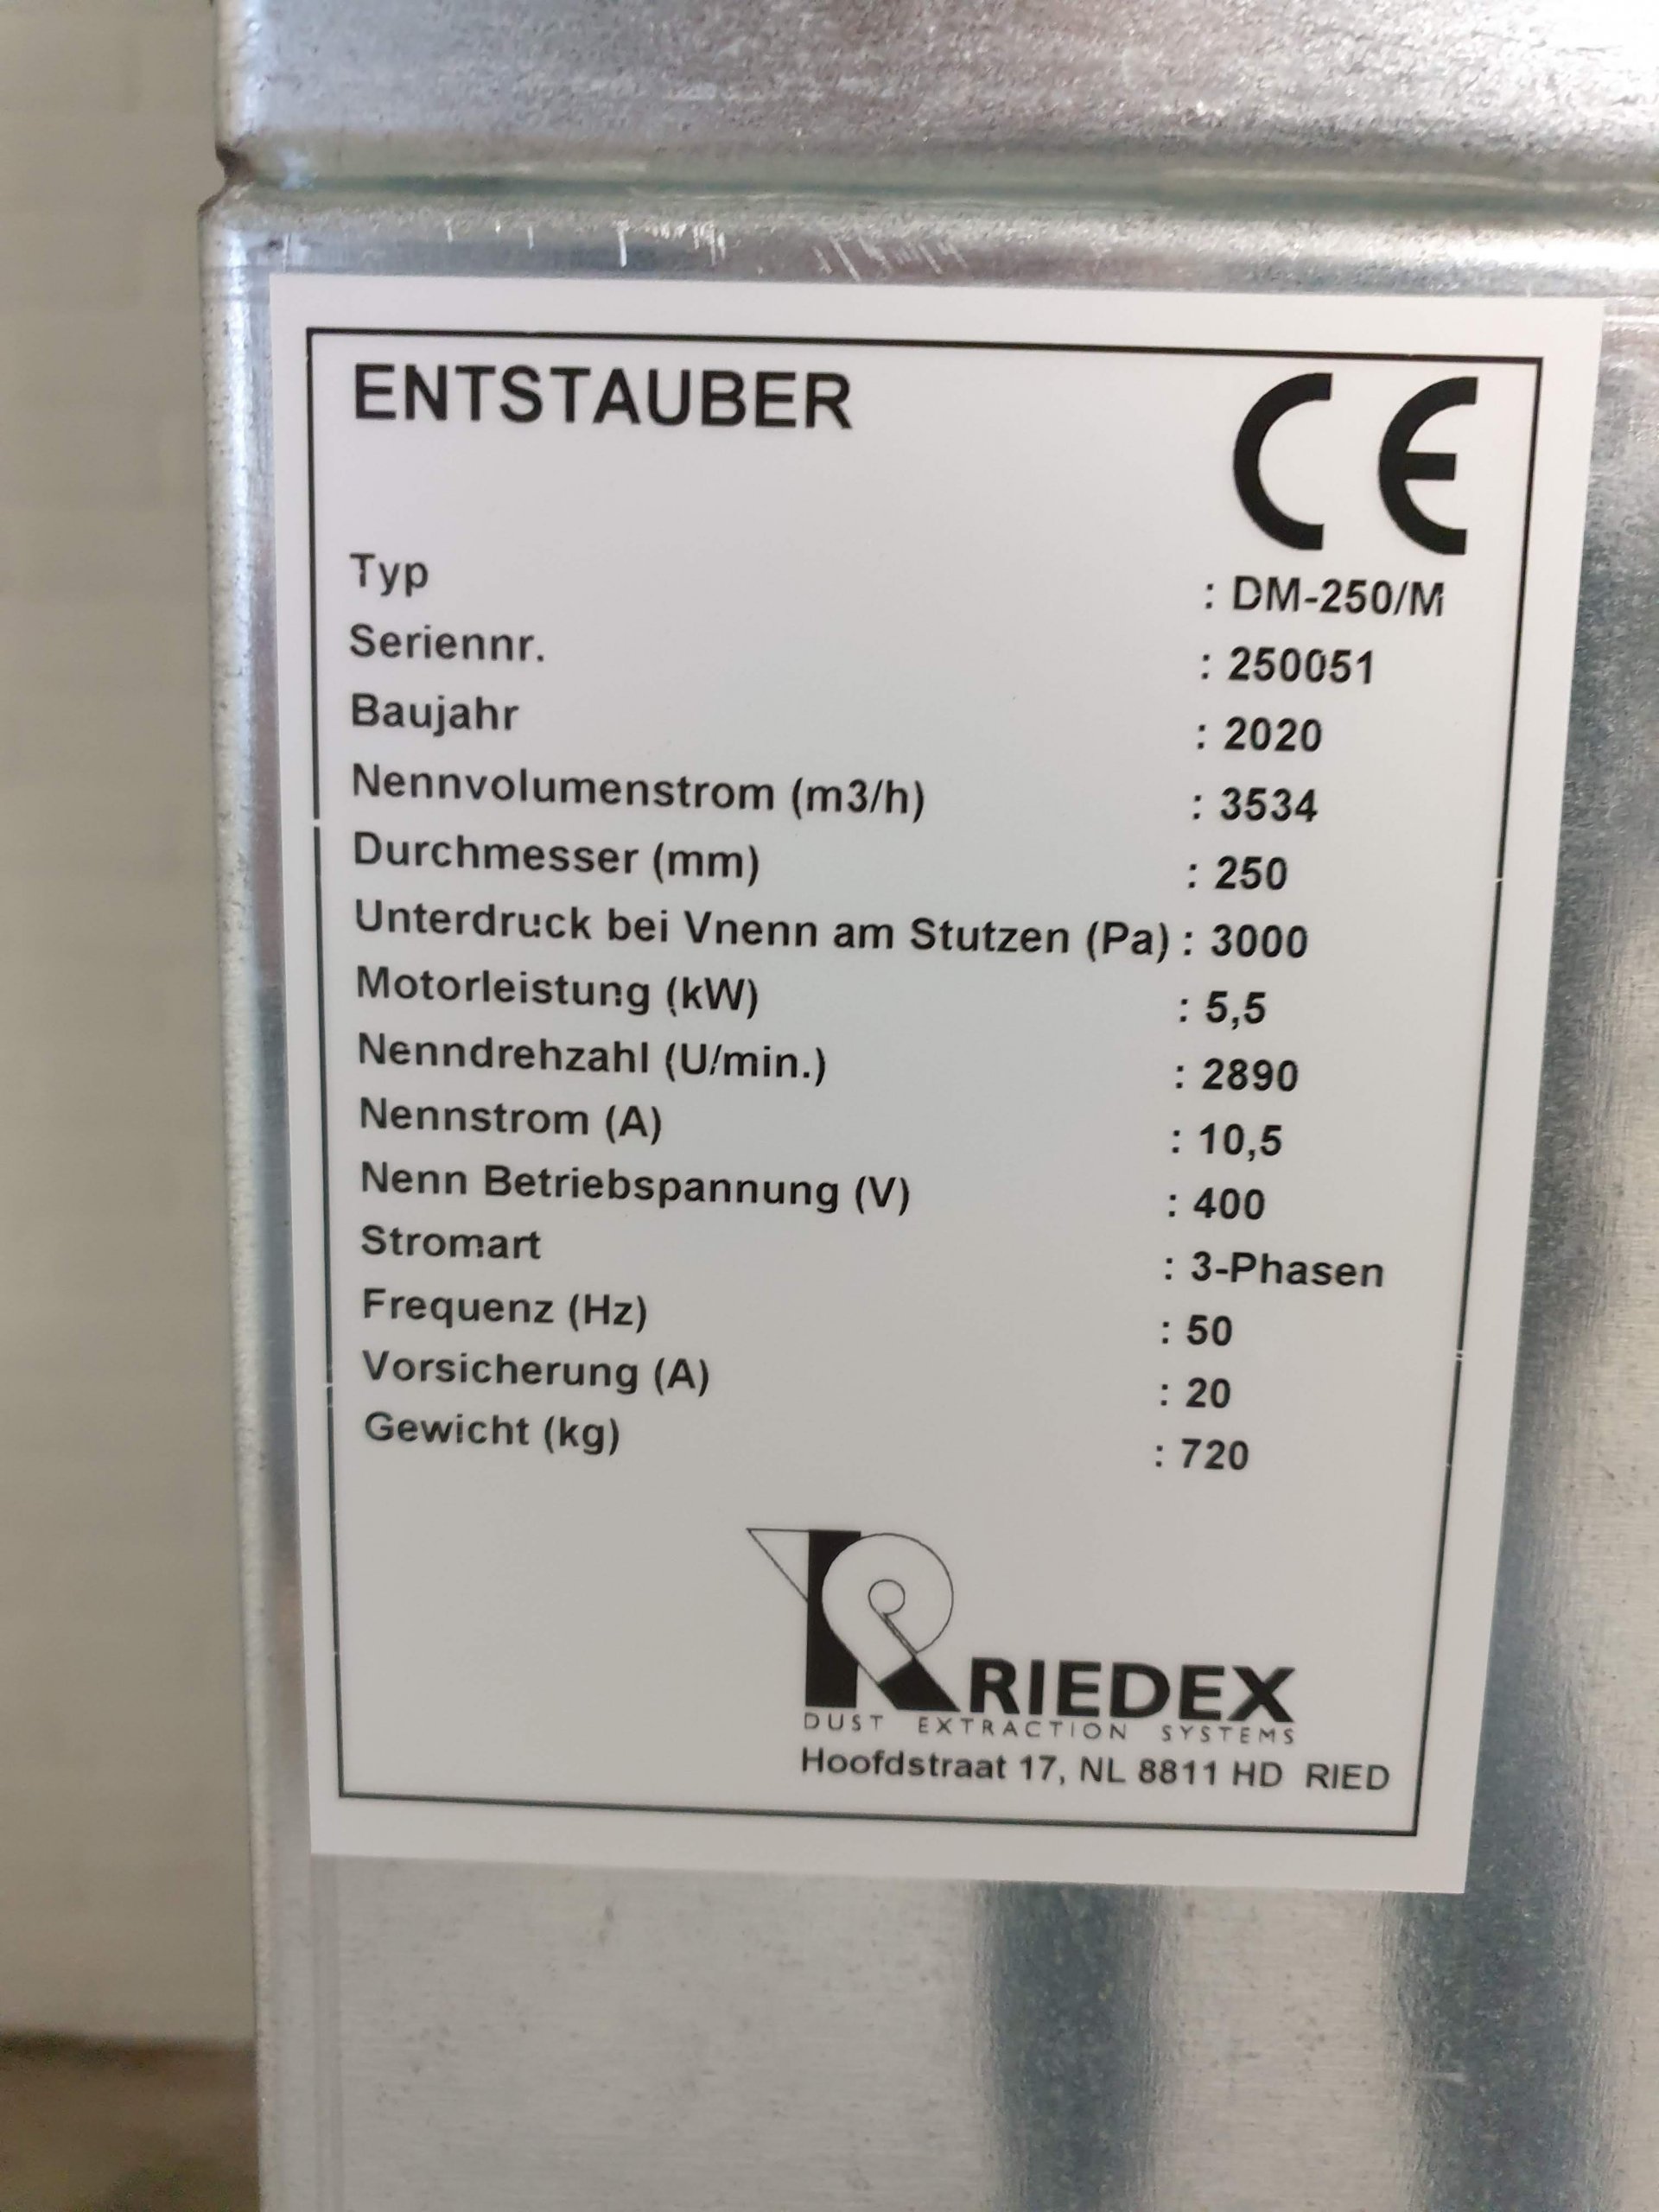 ENTSTAUBER
CE
Typ : DM-250/M
Seriennr. : 250051
Baujahr : 2020
Nennvolumenstrom (m3/h) : 3534
Durchmesser (mm) : 250
Unterdruck bei Vnenn am Stutzen (Pa) : 3000
Motorleistung (kW) : 5,5
Nenndrehzahl (U/min.) : 2890
Nennstrom (A) : 10,5
Nenn Betriebspannung (V) : 400
Stromart : 3-Phasen
Frequenz (Hz) : 50
Vorsicherung (A) : 20
Gewicht (kg) : 720
RIEDEX
DUST EXTRACTION SYSTEMS
Hoofdstraat 17, NL 8811 HD RIED